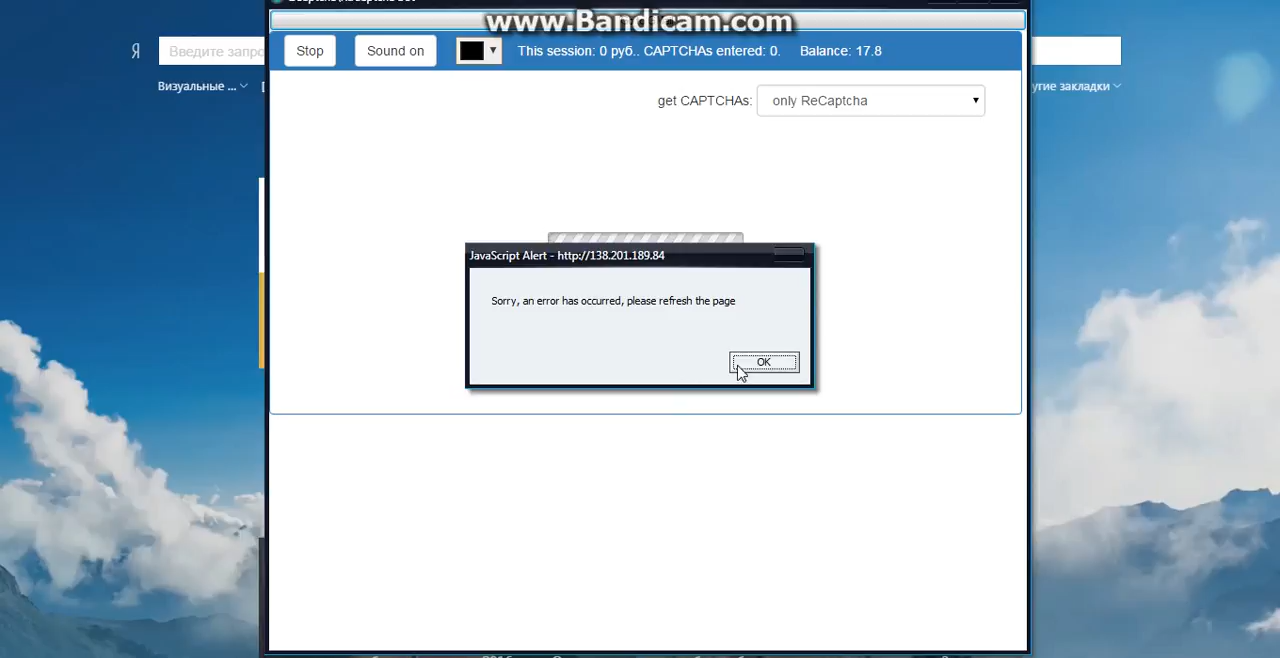 www.Bandicam.com
Я
Введите запро
Stop
Sound on
This session: 0 руб.. CAPTCHAs entered: 0.
Balance: 17.8
Визуальные ...
угие закладки
get CAPTCHAs:
only ReCaptcha
JavaScript Alert - http://138.201.189.84
Sorry, an error has occurred, please refresh the page
OK